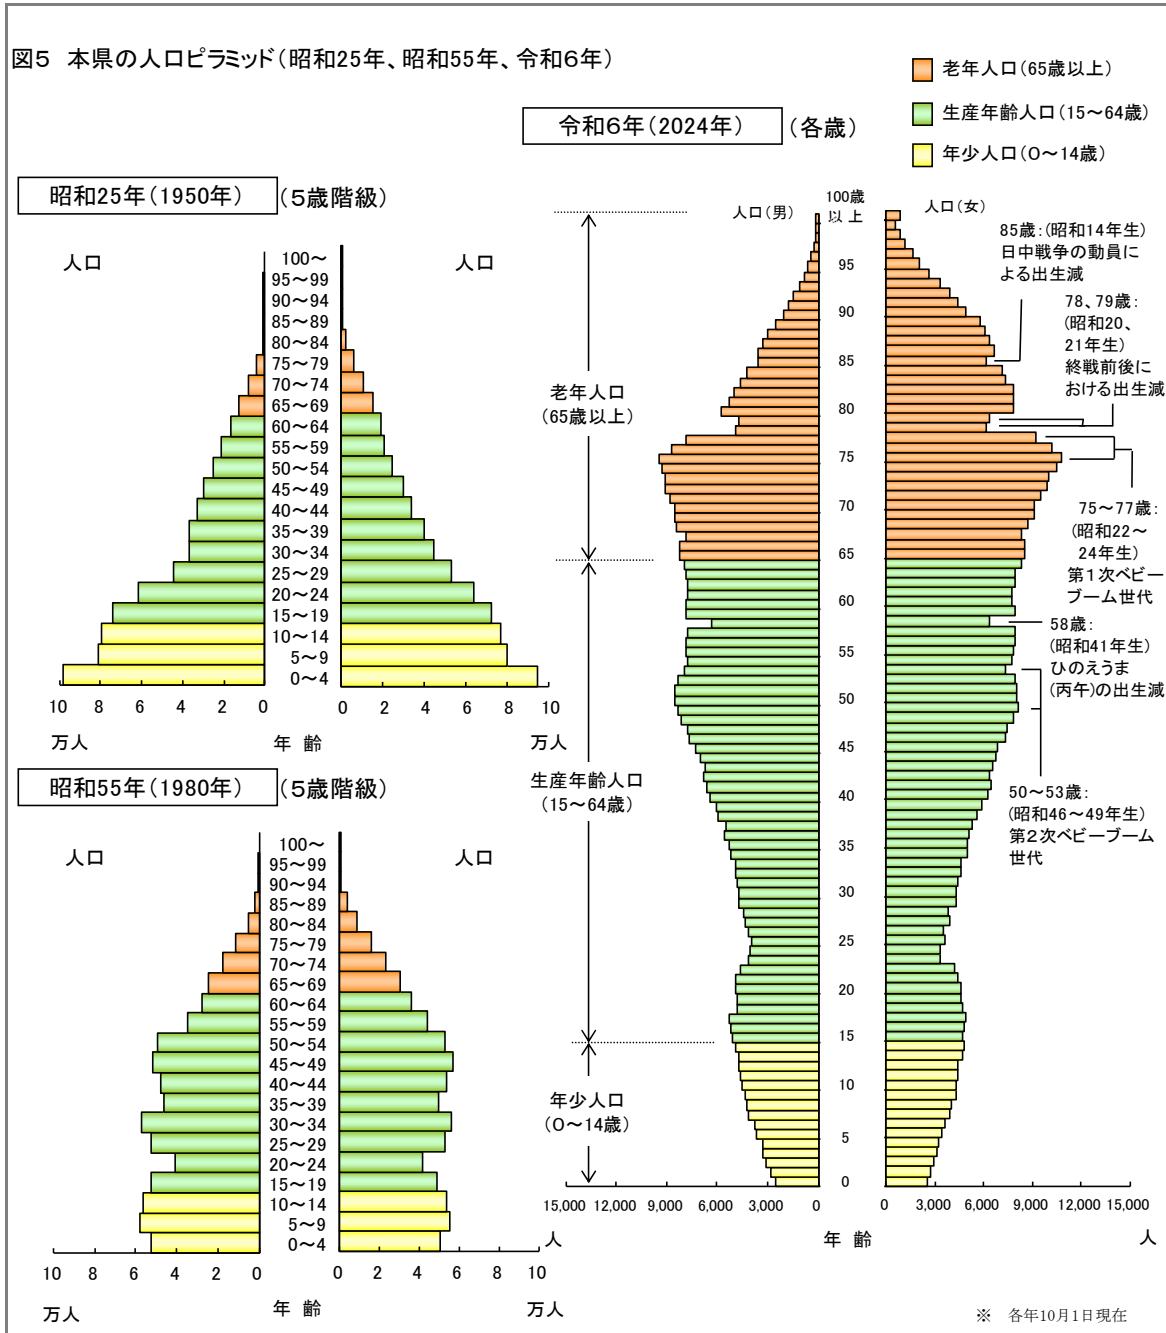 図5 本県の人口ピラミッド(昭和25年、昭和55年、令和6年)
老年人口(65歳以上)
生産年齢人口(15～64歳)
年少人口(0～14歳)
昭和25年(1950年)
(5歳階級)
人口
人口
100～
95～99
90～94
85～89
80～84
75～79
70～74
65～69
60～64
55～59
50～54
45～49
40～44
35～39
30～34
25～29
20～24
15～19
10～14
5～9
0～4
10 8 6 4 2 0
0 2 4 6 8 10
万人
年 齢
万人
昭和55年(1980年)
(5歳階級)
人口
人口
100～
95～99
90～94
85～89
80～84
75～79
70～74
65～69
60～64
55～59
50～54
45～49
40～44
35～39
30～34
25～29
20～24
15～19
10～14
5～9
0～4
10 8 6 4 2 0
0 2 4 6 8 10
万人
年 齢
万人
令和6年(2024年)
(各歳)
人口(男)
100歳
以 上
人口(女)
95
90
85
80
75
70
65
60
55
50
45
40
35
30
25
20
15
10
5
0
老年人口
(65歳以上)
生産年齢人口
(15～64歳)
年少人口
(0～14歳)
85歳:(昭和14年生)
日中戦争の動員に
よる出生減
78、79歳:
(昭和20、
21年生)
終戦前後に
おける出生減
75～77歳:
(昭和22～
24年生)
第1次ベビー
ブーム世代
58歳:
(昭和41年生)
ひのえうま
(丙午)の出生減
50～53歳:
(昭和46～49年生)
第2次ベビーブーム
世代
15,000 12,000 9,000 6,000 3,000 0
0 3,000 6,000 9,000 12,000 15,000
人
年 齢
人
※ 各年10月1日現在